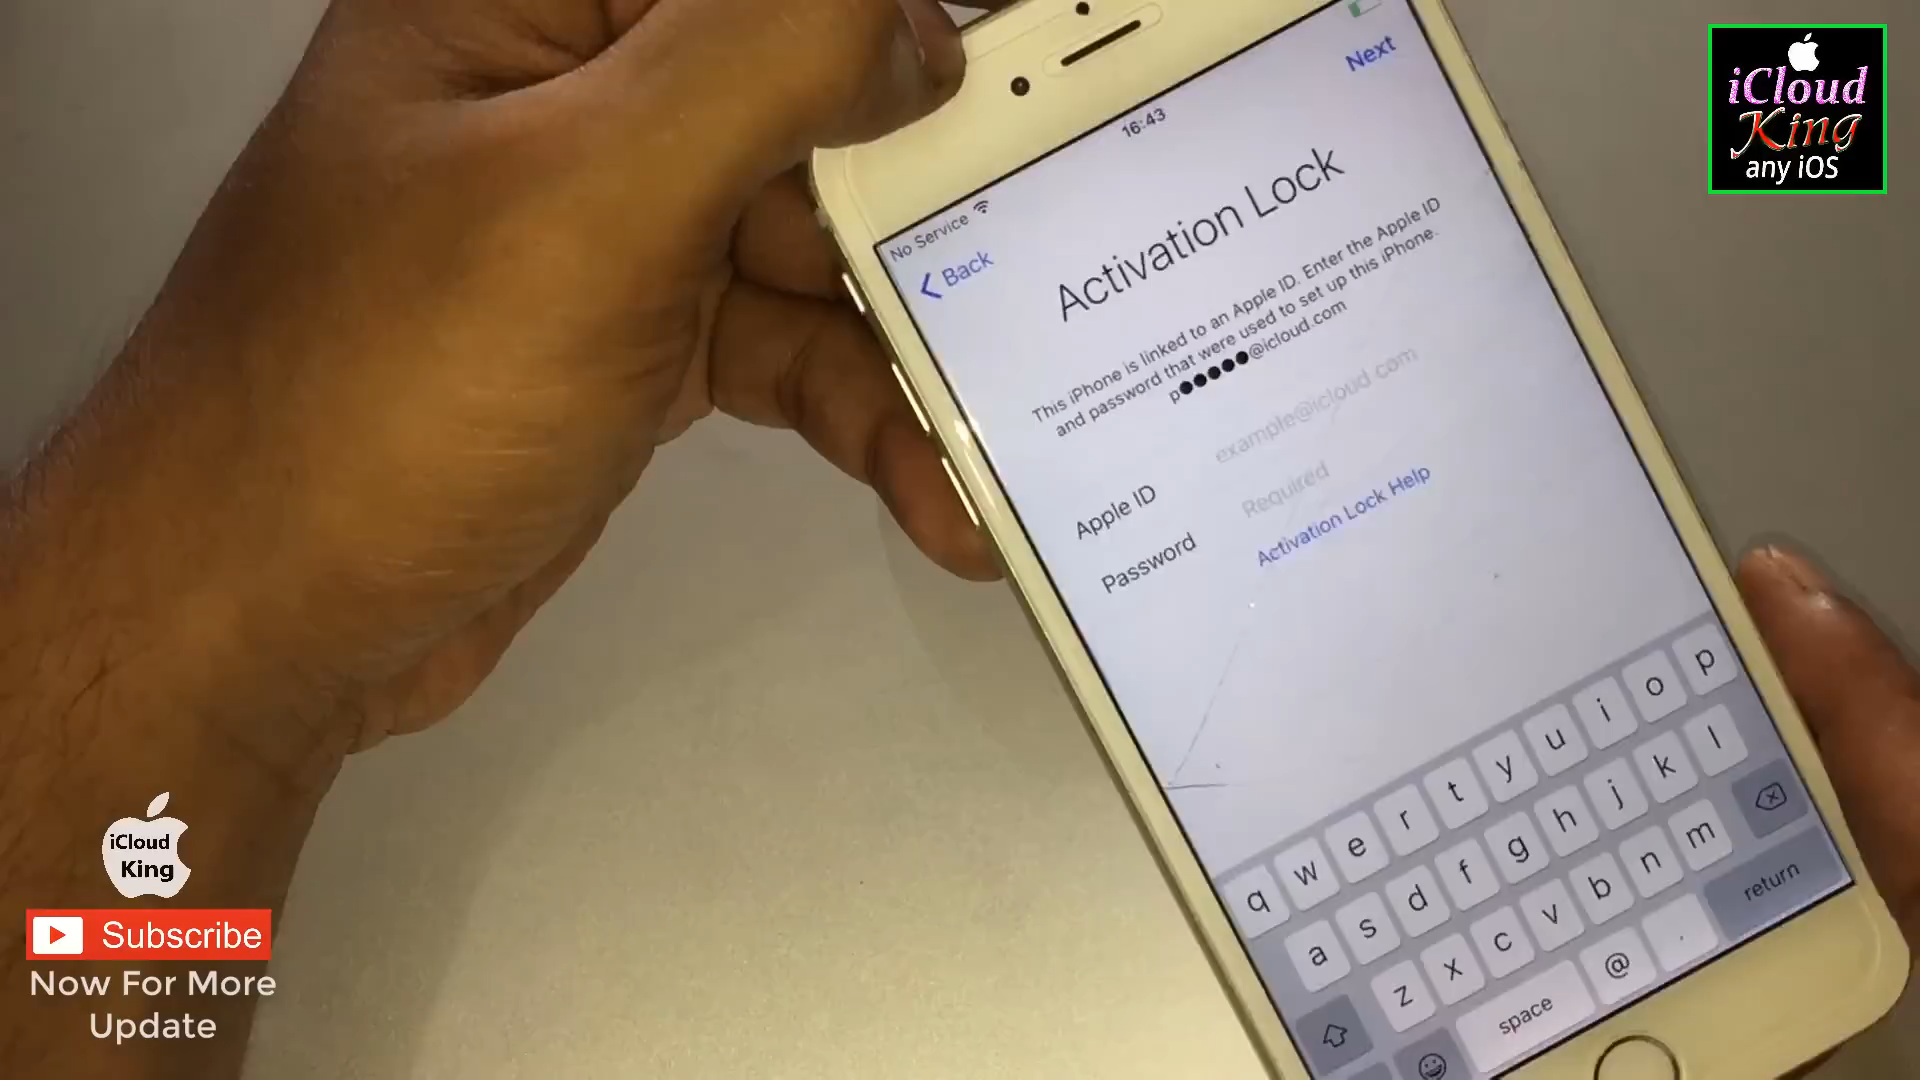 iCloud
King
any iOS
Next
16:43
No Service
Back
Activation Lock
This iPhone is linked to an Apple ID. Enter the Apple ID
and password that were used to set up this iPhone.
p●●●●●@icloud.com
Apple ID example@icloud.com
Password Required
Activation Lock Help
q w e r t y u i o p
a s d f g h j k l
z x c v b n m
space @ . return
iCloud
King
Subscribe
Now For More
Update